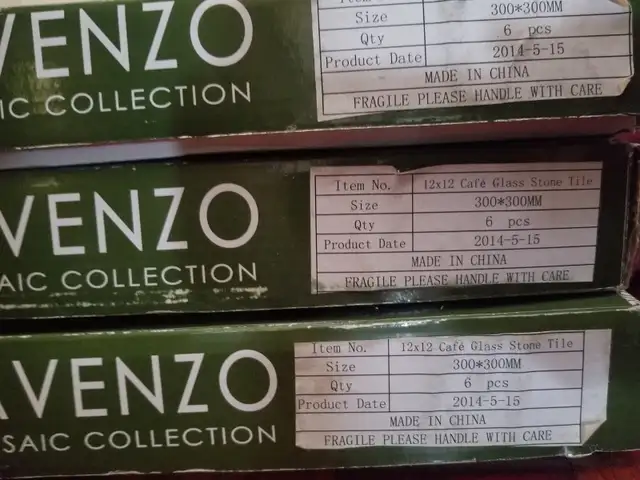 Item No.
Size 300*300MM
Qty 6 pcs
Product Date 2014-5-15
MADE IN CHINA
FRAGILE PLEASE HANDLE WITH CARE
VENZO
IC COLLECTION
Item No. 12x12 Café Glass Stone Tile
Size 300*300MM
Qty 6 pcs
Product Date 2014-5-15
MADE IN CHINA
FRAGILE PLEASE HANDLE WITH CARE
VENZO
AIC COLLECTION
Item No. 12x12 Café Glass Stone Tile
Size 300*300MM
Qty 6 pcs
Product Date 2014-5-15
MADE IN CHINA
FRAGILE PLEASE HANDLE WITH CARE
AVENZO
SAIC COLLECTION